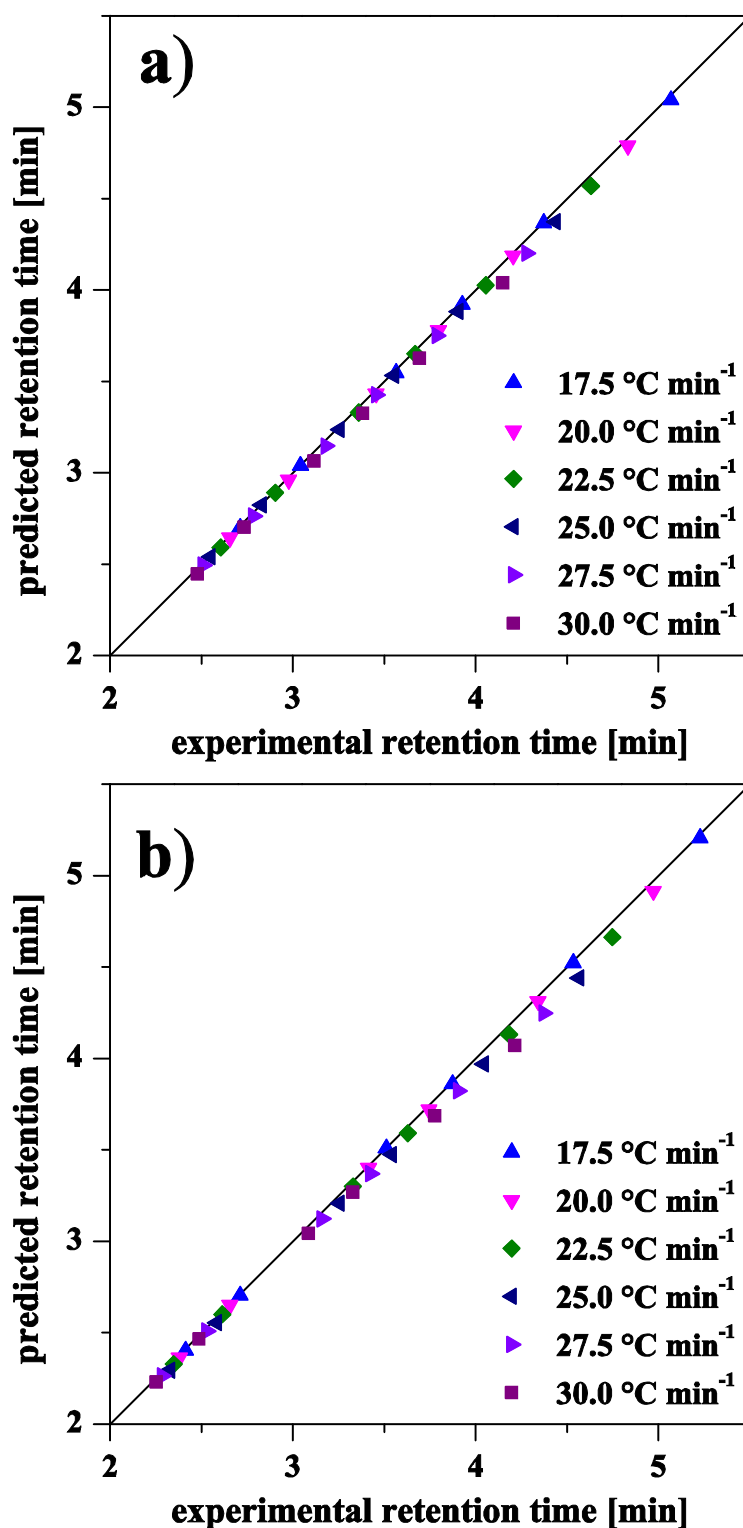 a)
5
4
3
2
predicted retention time [min]
17.5 °C min⁻¹
20.0 °C min⁻¹
22.5 °C min⁻¹
25.0 °C min⁻¹
27.5 °C min⁻¹
30.0 °C min⁻¹
2 3 4 5
experimental retention time [min]
b)
5
4
3
2
predicted retention time [min]
17.5 °C min⁻¹
20.0 °C min⁻¹
22.5 °C min⁻¹
25.0 °C min⁻¹
27.5 °C min⁻¹
30.0 °C min⁻¹
2 3 4 5
experimental retention time [min]